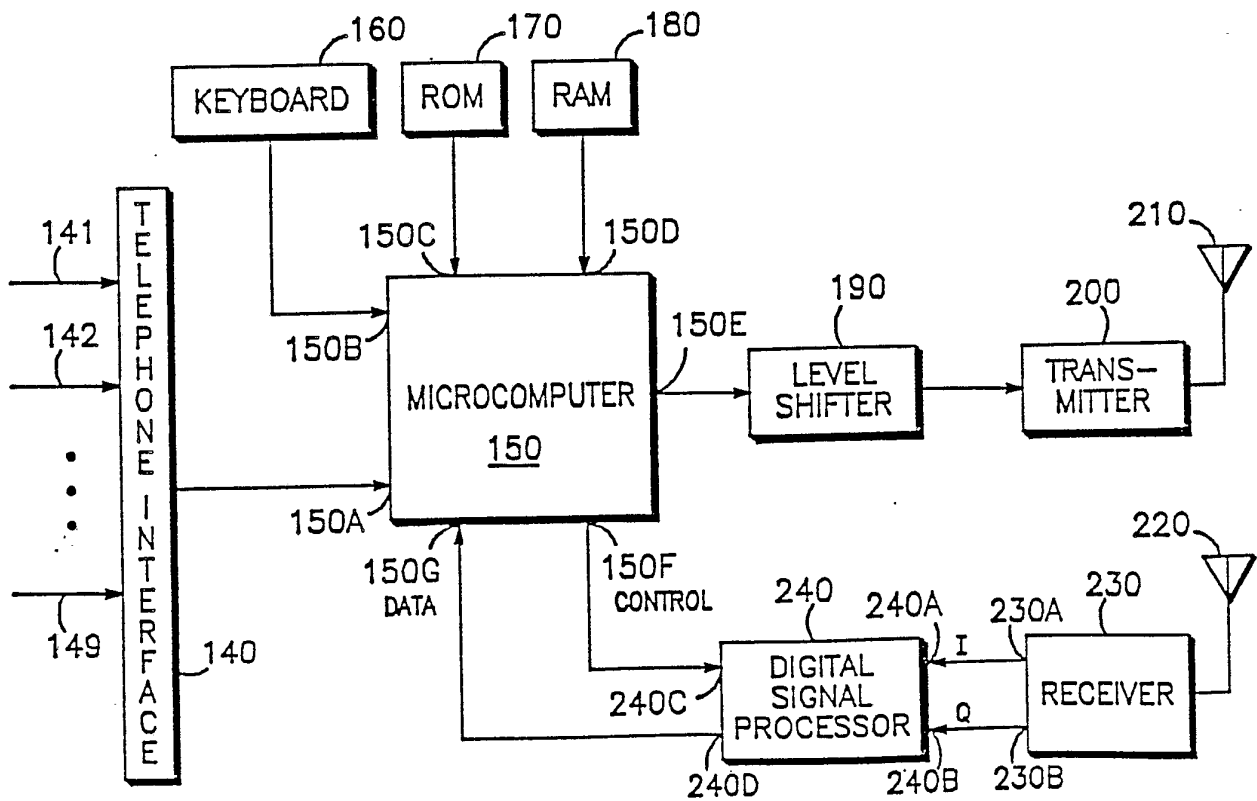 160
170
180
KEYBOARD
ROM
RAM
141
142
149
TELEPHONE INTERFACE
140
150C
150D
150B
150A
150E
MICROCOMPUTER
150
190
LEVEL
SHIFTER
200
TRANS-
MITTER
210
150G
DATA
150F
CONTROL
240
240A
230A
230
220
I
Q
240C
DIGITAL
SIGNAL
PROCESSOR
RECEIVER
240D
240B
230B